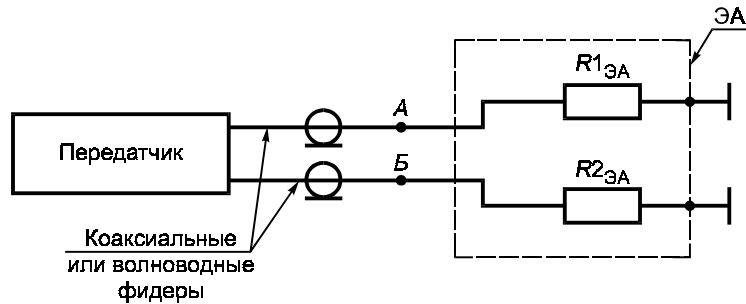 ЭА
R1ЭА
А
Передатчик
Б
R2ЭА
Коаксиальные
или волноводные
фидеры